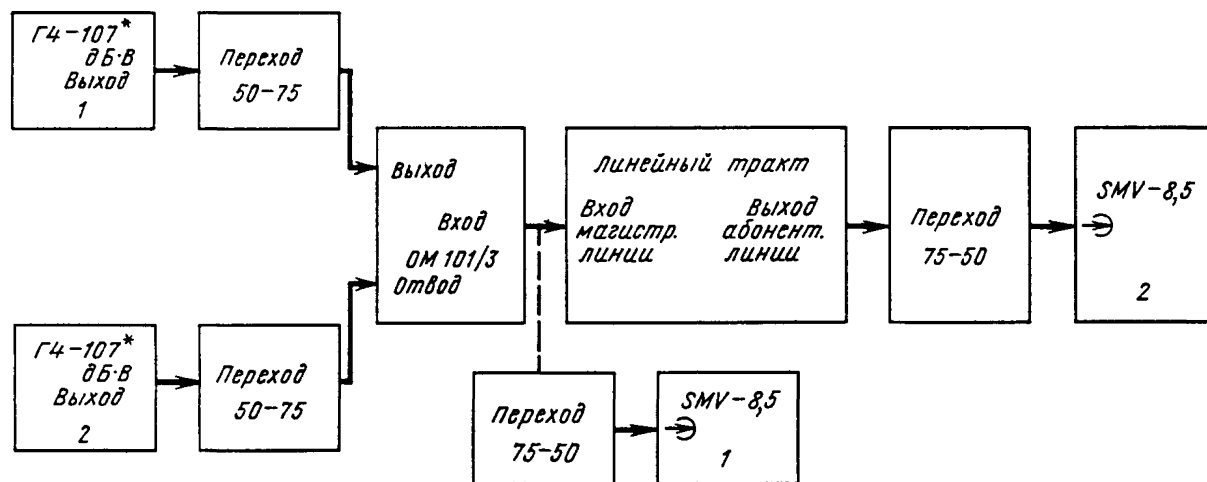 Г4-107*
дБ·В
Выход
1
Переход
50-75
Выход
Вход
ОМ 101/3
Отвод
Линейный тракт
Вход
магистр.
линии
Выход
абонент.
линии
Переход
75-50
SMV-8,5
2
Г4-107*
дБ·В
Выход
2
Переход
50-75
Переход
75-50
SMV-8,5
1